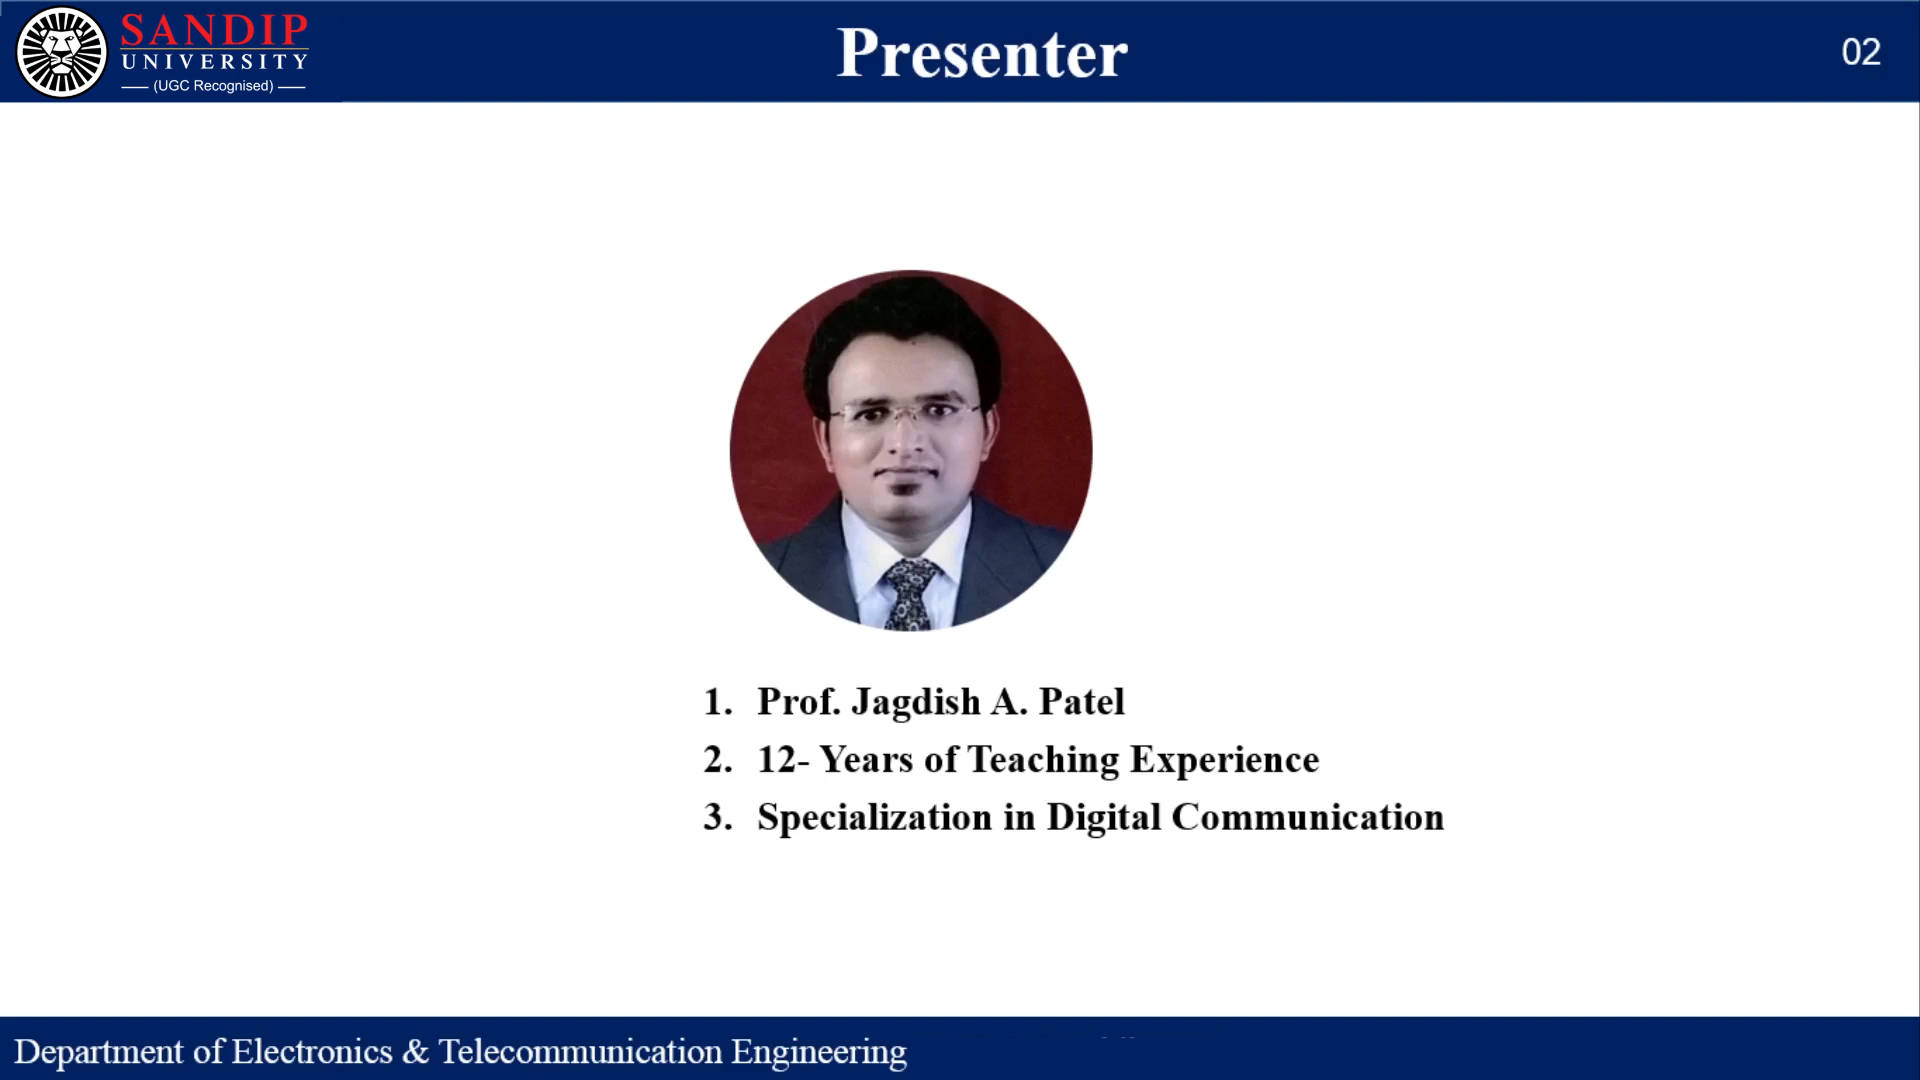 SANDIP
UNIVERSITY
(UGC Recognised)
Presenter
02
1. Prof. Jagdish A. Patel
2. 12- Years of Teaching Experience
3. Specialization in Digital Communication
Department of Electronics & Telecommunication Engineering